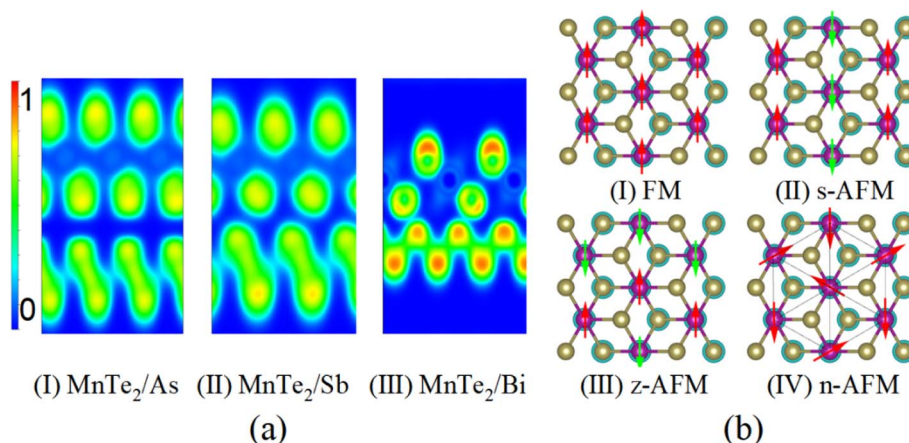 1
0
(I) MnTe₂/As (II) MnTe₂/Sb (III) MnTe₂/Bi
(a)
(I) FM (II) s-AFM
(III) z-AFM (IV) n-AFM
(b)